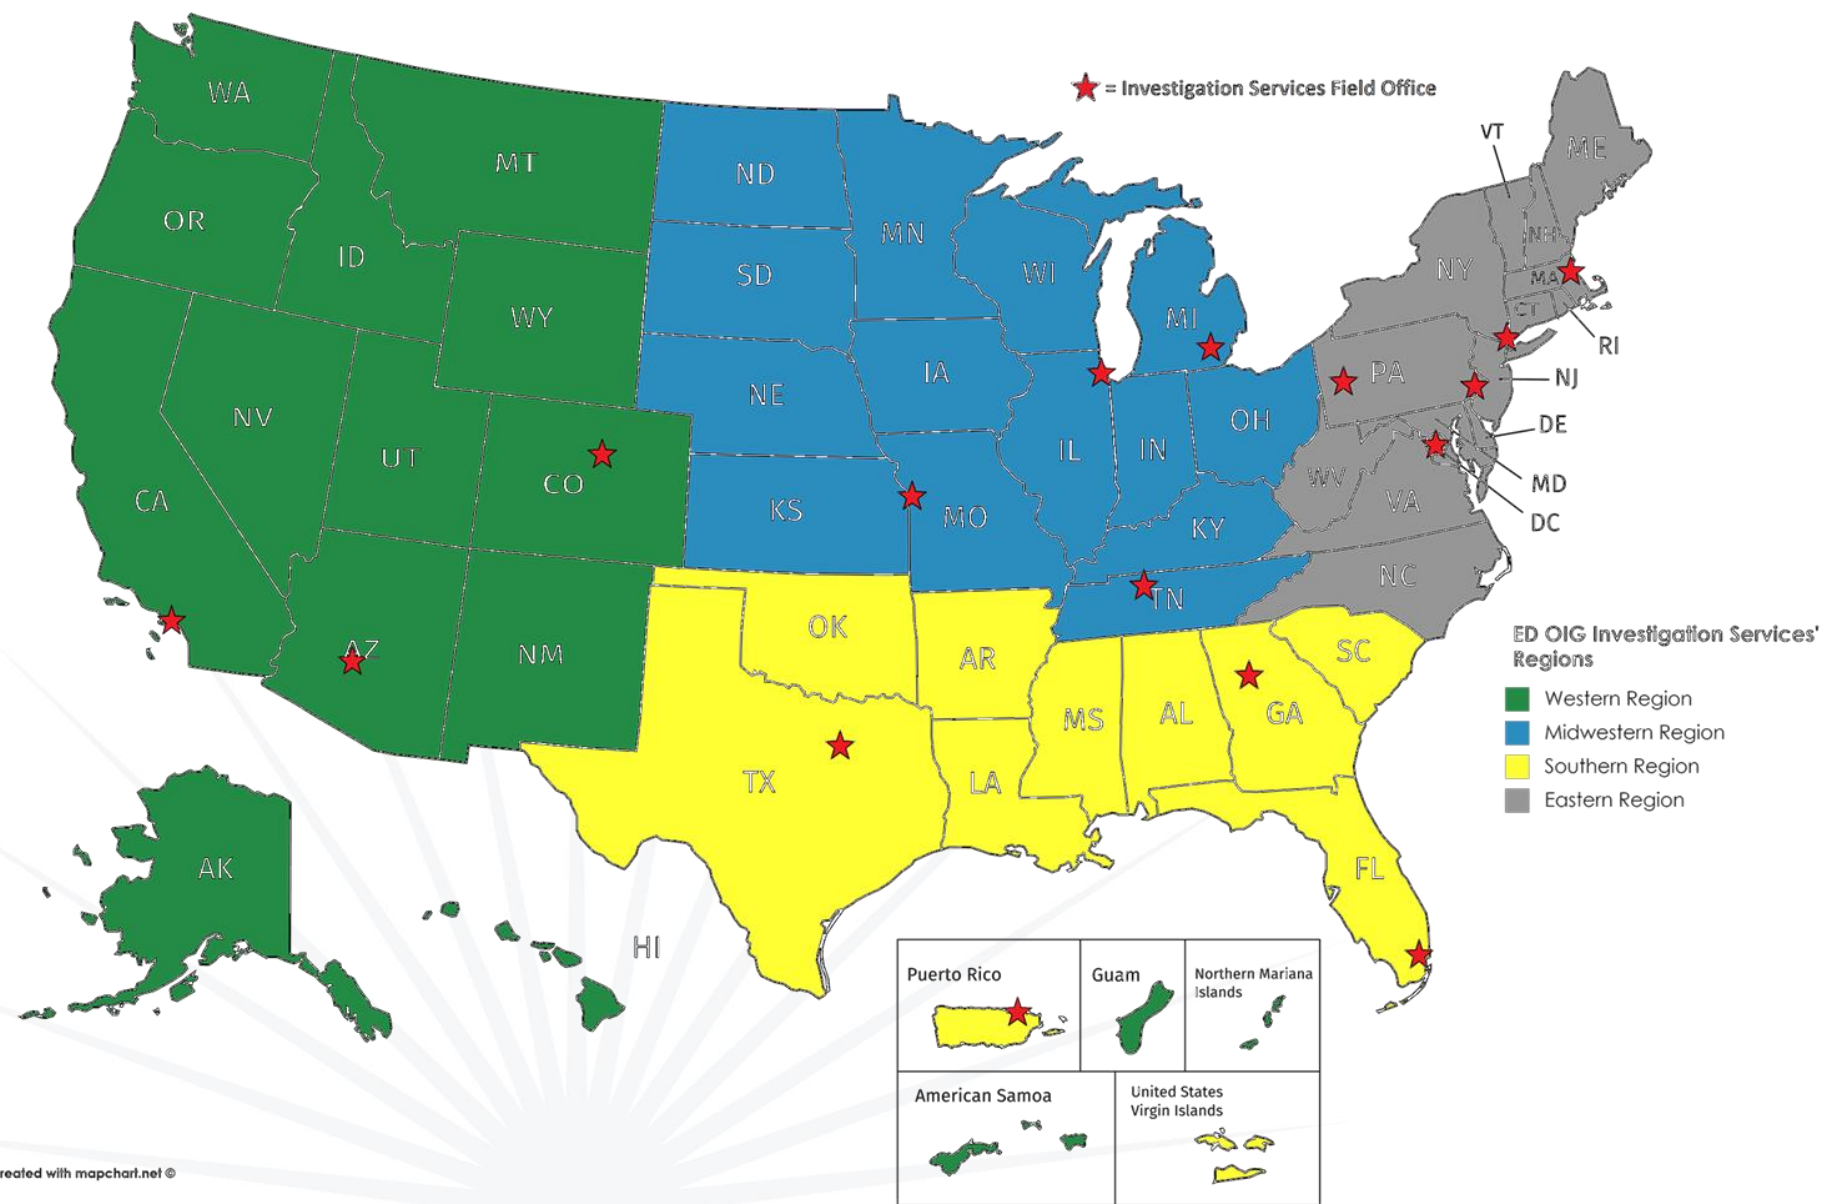 = Investigation Services Field Office
WA
MT
ND
MN
VT
ME
OR
ID
SD
WI
MI
NY
NH
MA
CT
RI
WY
NE
IA
PA
NJ
NV
UT
CO
IL
IN
OH
DE
CA
KS
MO
KY
WV
VA
MD
DC
AZ
NM
OK
AR
TN
NC
SC
TX
LA
MS
AL
GA
FL
ED OIG Investigation Services'
Regions
Western Region
Midwestern Region
Southern Region
Eastern Region
AK
HI
Puerto Rico
Guam
Northern Mariana
Islands
American Samoa
United States
Virgin Islands
reated with mapchart.net ©